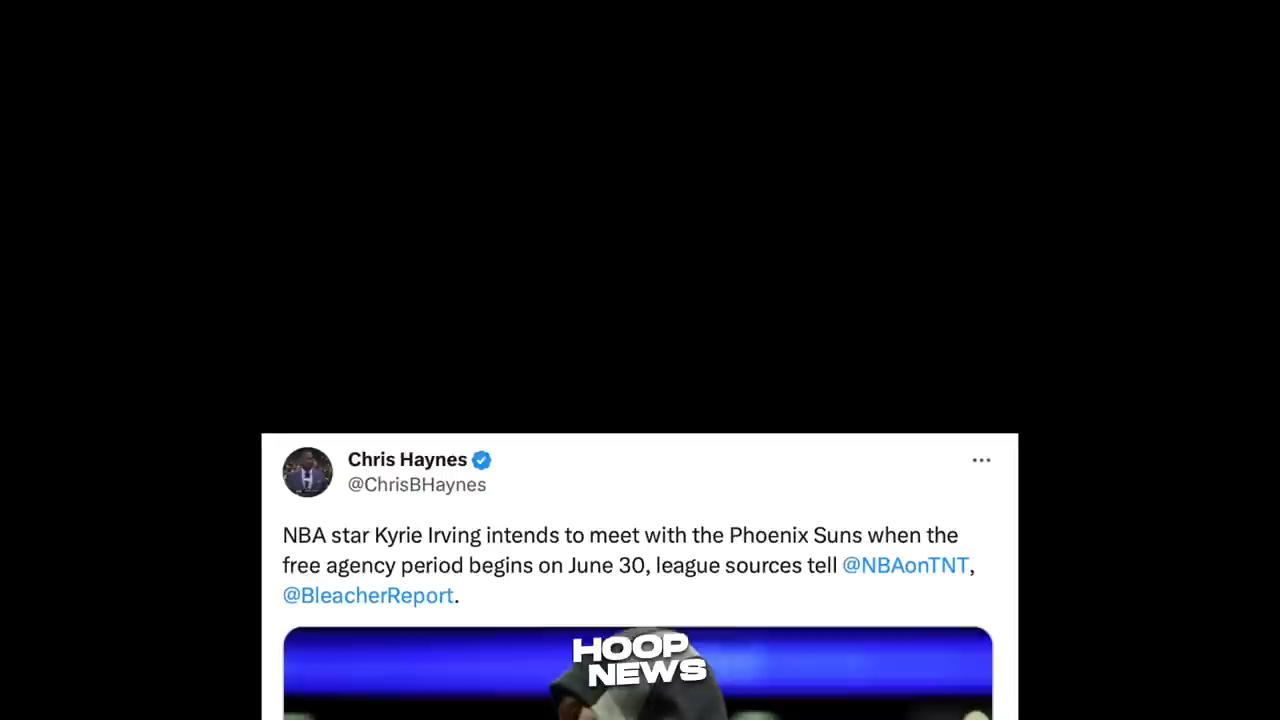 Chris Haynes
@ChrisBHaynes
NBA star Kyrie Irving intends to meet with the Phoenix Suns when the
free agency period begins on June 30, league sources tell @NBAonTNT,
@BleacherReport.
HOOP
NEWS